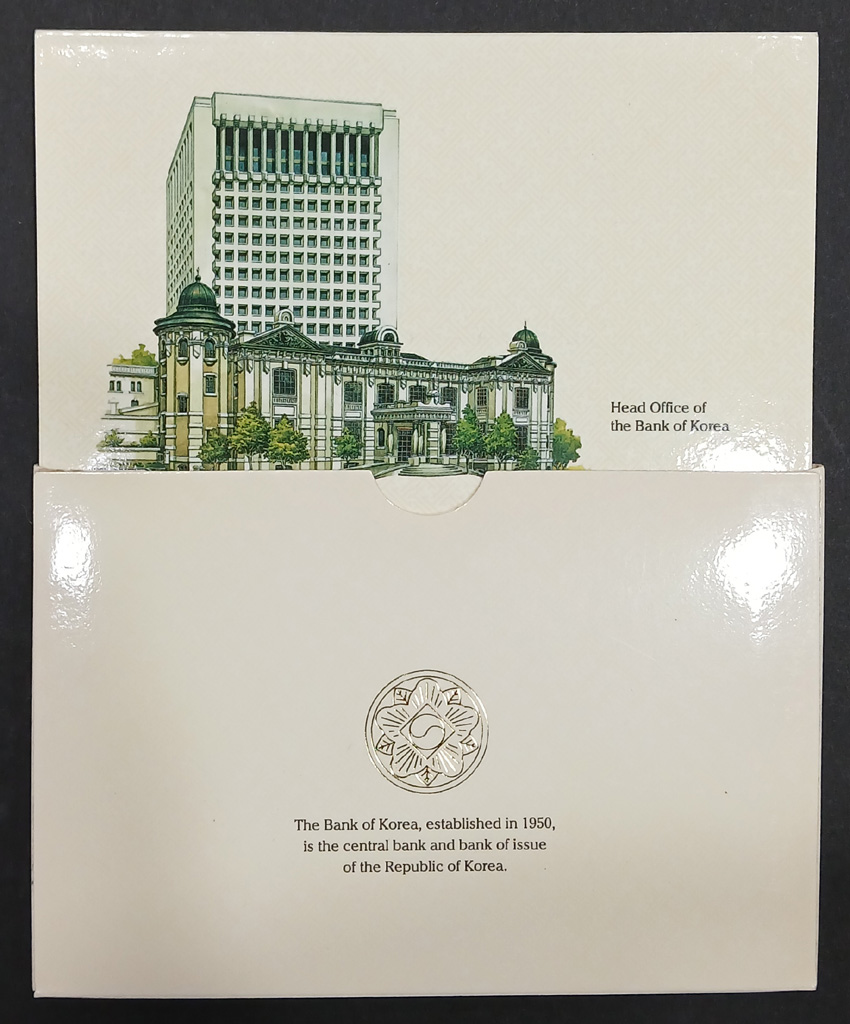 Head Office of
the Bank of Korea
The Bank of Korea, established in 1950,
is the central bank and bank of issue
of the Republic of Korea.